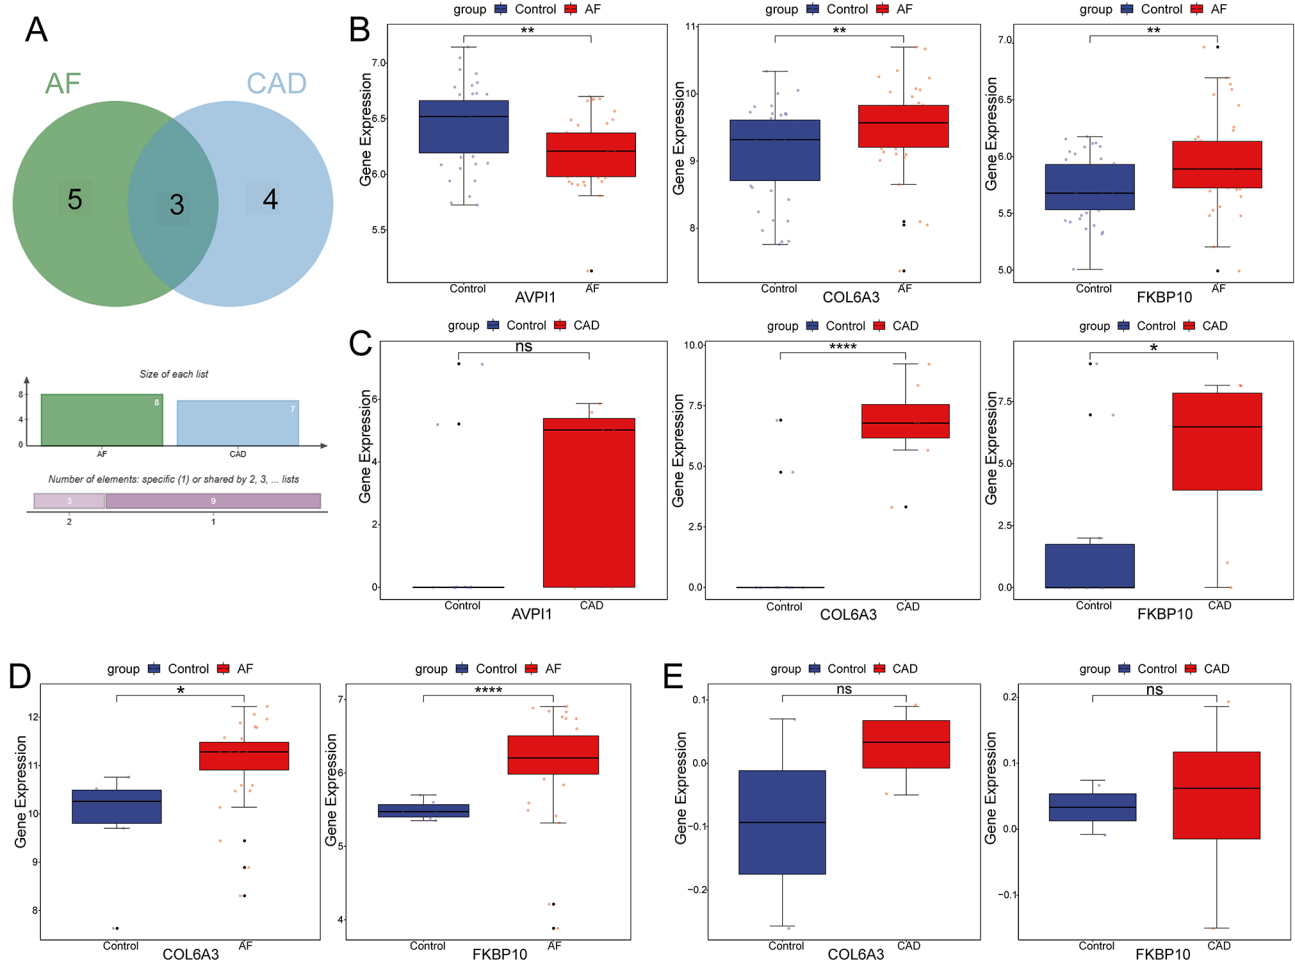 A
AF
CAD
5
3
4
Size of each list
8
4
0
8
7
AF
CAD
Number of elements: specific (1) or shared by 2, 3, ... lists
3
9
2
1
B
group Control AF
**
Gene Expression
7.0
6.5
6.0
5.5
Control
AF
AVPI1
group Control AF
**
Gene Expression
11
10
9
8
Control
AF
COL6A3
group Control AF
**
Gene Expression
7.0
6.5
6.0
5.5
5.0
Control
AF
FKBP10
C
group Control CAD
ns
Gene Expression
6
4
2
0
Control
CAD
AVPI1
group Control CAD
****
Gene Expression
10.0
7.5
5.0
2.5
0.0
Control
CAD
COL6A3
group Control CAD
*
Gene Expression
7.5
5.0
2.5
0.0
Control
CAD
FKBP10
D
group Control AF
*
Gene Expression
12
11
10
9
8
Control
AF
COL6A3
group Control AF
****
Gene Expression
7
6
5
4
Control
AF
FKBP10
E
group Control CAD
ns
Gene Expression
0.1
0.0
−0.1
−0.2
Control
CAD
COL6A3
group Control CAD
ns
Gene Expression
0.2
0.1
0.0
−0.1
Control
CAD
FKBP10